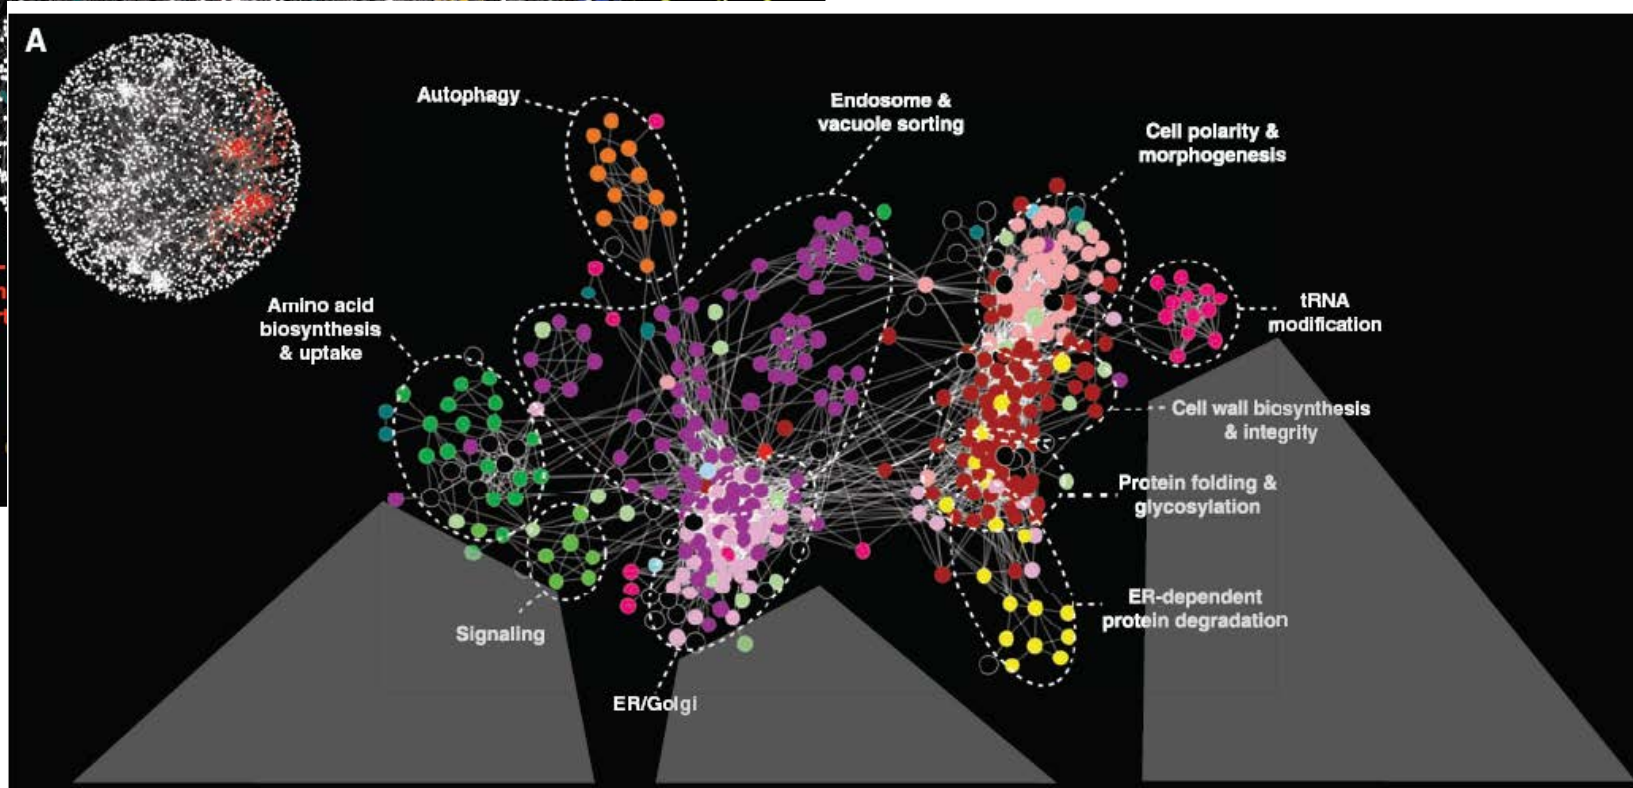 A
Autophagy
Endosome &
vacuole sorting
Cell polarity &
morphogenesis
Amino acid
biosynthesis
& uptake
tRNA
modification
Cell wall biosynthesis
& integrity
Protein folding &
glycosylation
ER-dependent
protein degradation
Signaling
ER/Golgi